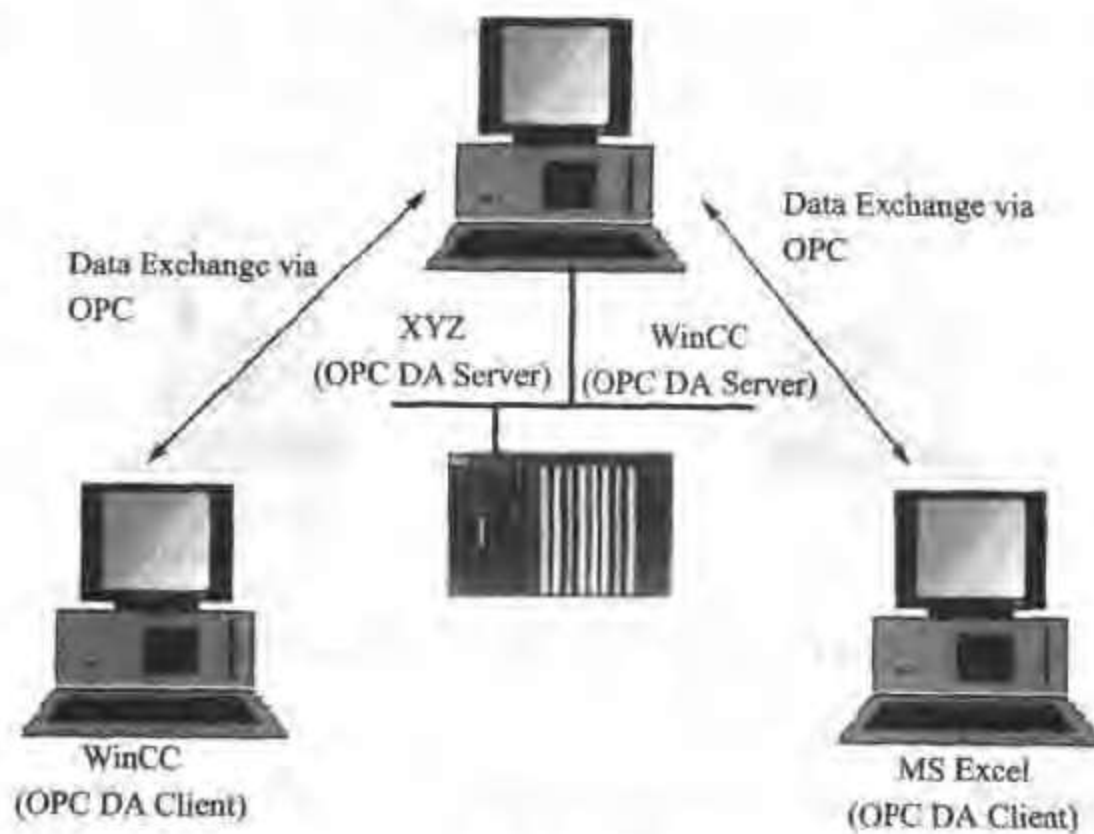 Data Exchange via
OPC
Data Exchange via
OPC
XYZ
(OPC DA Server)
WinCC
(OPC DA Server)
WinCC
(OPC DA Client)
MS Excel
(OPC DA Client)